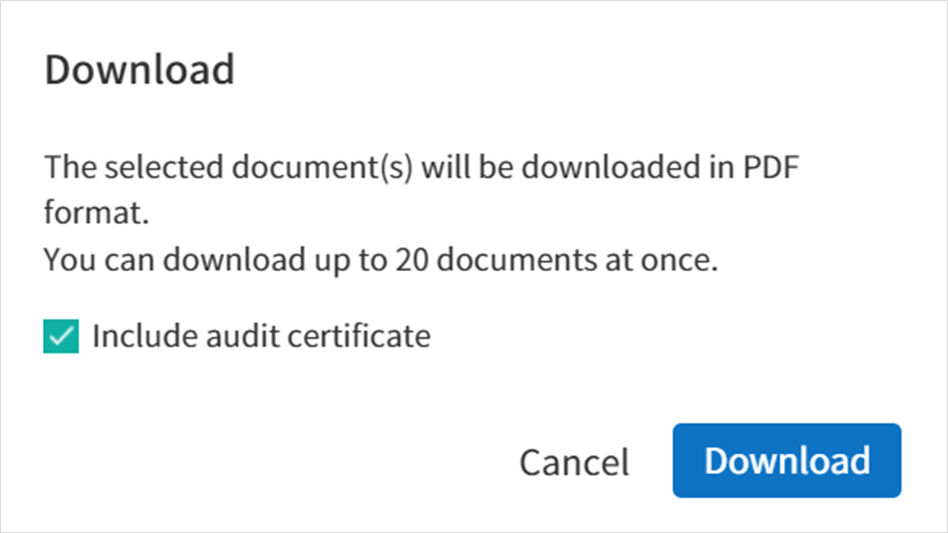 Download
The selected document(s) will be downloaded in PDF
format.
You can download up to 20 documents at once.
Include audit certificate
Cancel
Download